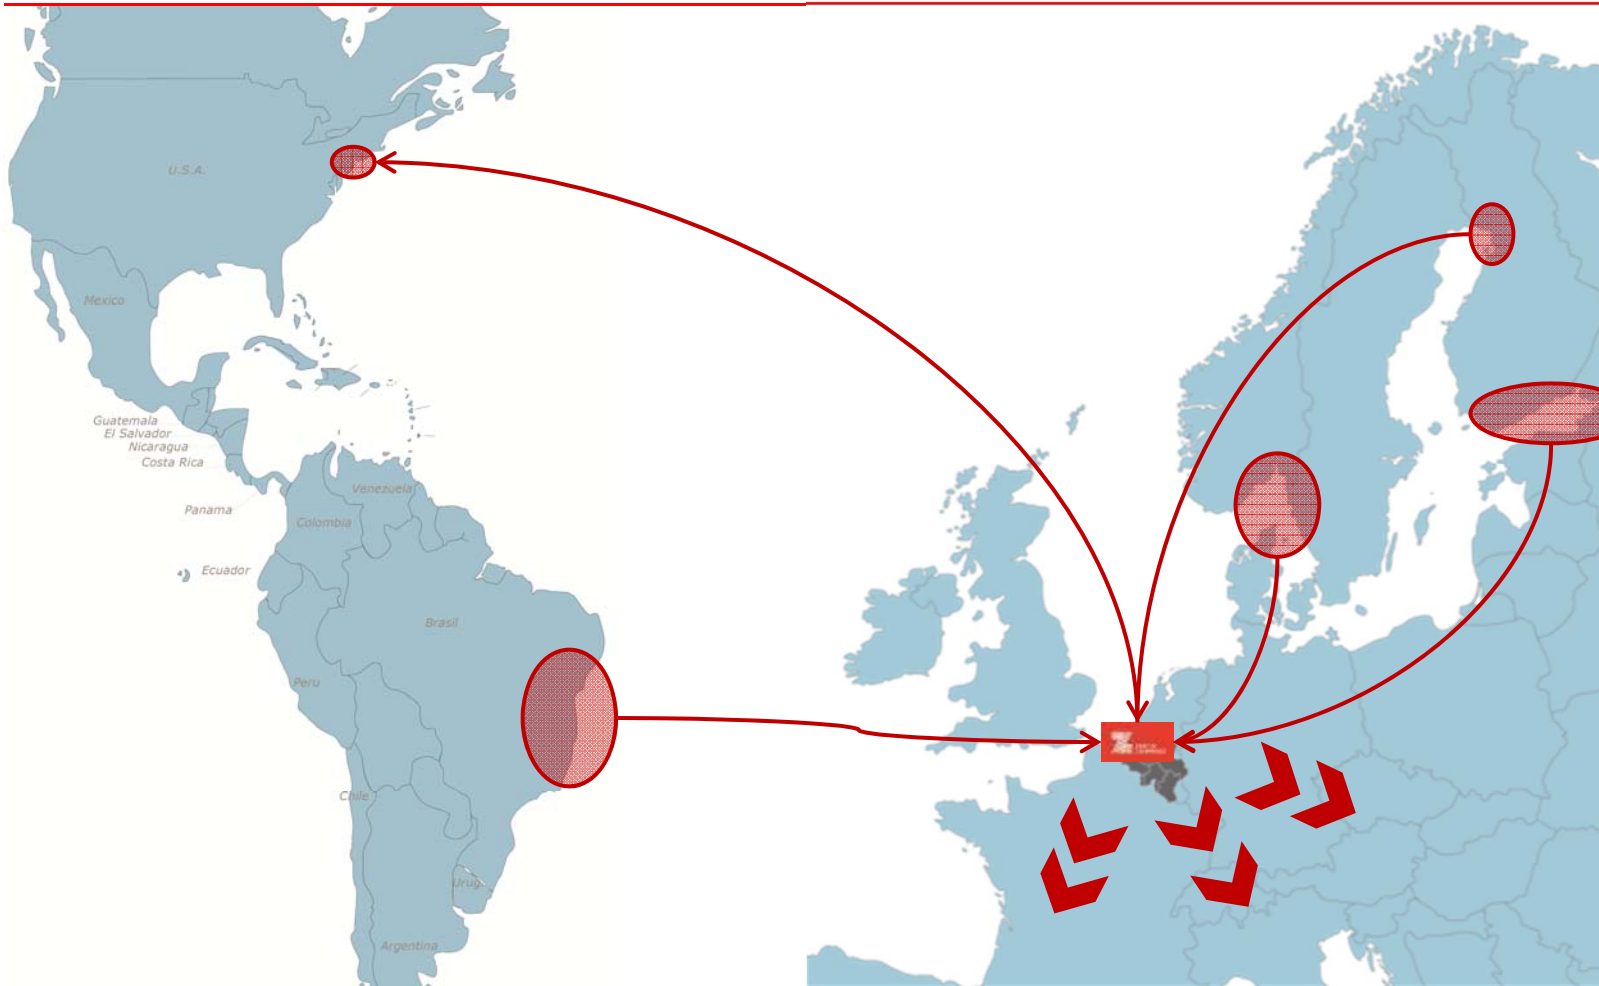 U.S.A.
Mexico
Guatemala
El Salvador
Nicaragua
Costa Rica
Panama
Venezuela
Colombia
Ecuador
Brasil
Peru
Chile
Urug.
Argentina